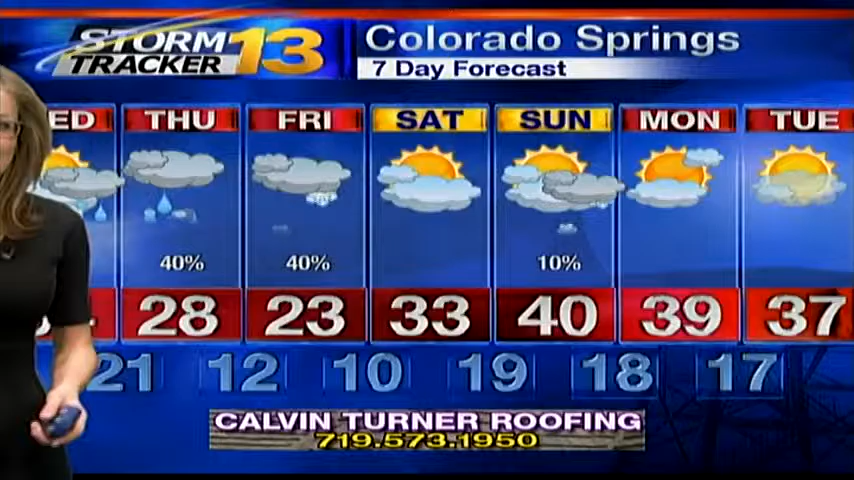 STORM
TRACKER 13
Colorado Springs
7 Day Forecast
ED THU FRI SAT SUN MON TUE
40% 40% 10%
28 23 33 40 39 37
21 12 10 19 18 17
CALVIN TURNER ROOFING
719.573.1950